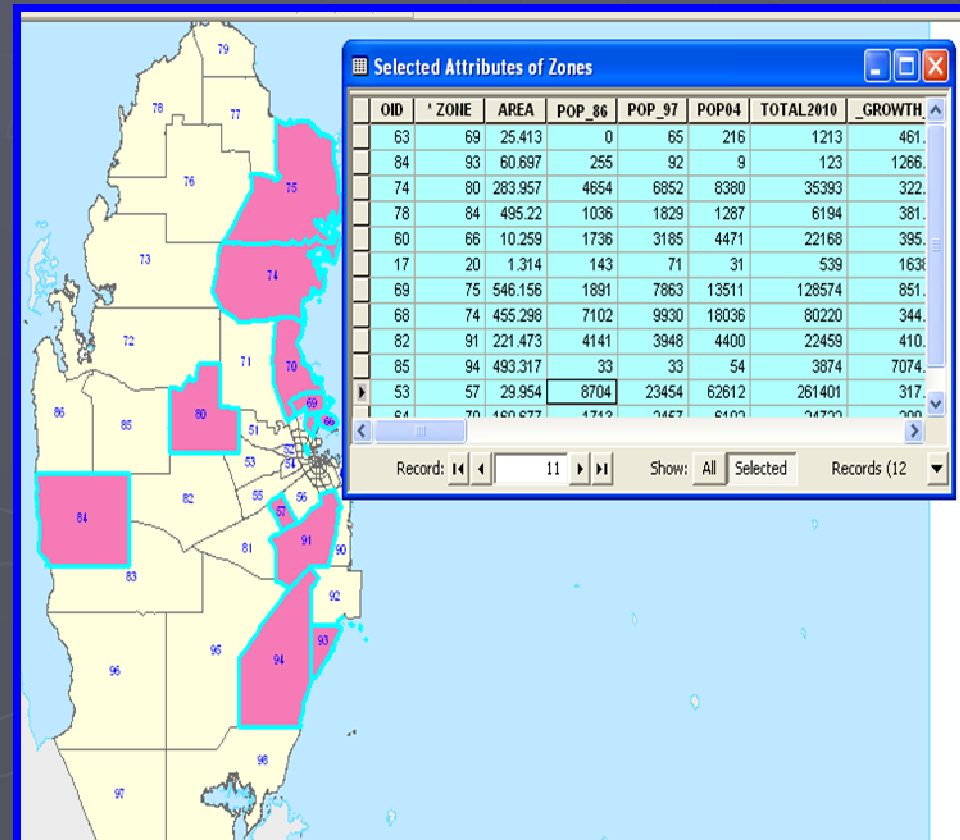 Selected Attributes of Zones
OID * ZONE AREA POP_86 POP_97 POP04 TOTAL2010 _GROWTH_
63 69 25.413 0 65 216 1213 461.
84 93 60.697 255 92 9 123 1266.
74 80 283.957 4654 6852 8380 35393 322.
78 84 495.22 1036 1829 1287 6194 381.
60 66 10.259 1736 3185 4471 22168 395.
17 20 1.314 143 71 31 539 1638
69 75 546.156 1891 7863 13511 128574 851.
68 74 455.298 7102 9930 18036 80220 344.
82 91 221.473 4141 3948 4400 22459 410.
85 94 493.317 33 33 54 3874 7074.
53 57 29.954 8704 23454 62612 261401 317.
Record: 11 Show: All Selected Records (12
79
78
77
76
75
73
74
72
71
70
69
66
86
85
80
51
52
53
54
84
82
55
56
57
81
91
90
83
92
93
95
94
96
98
97